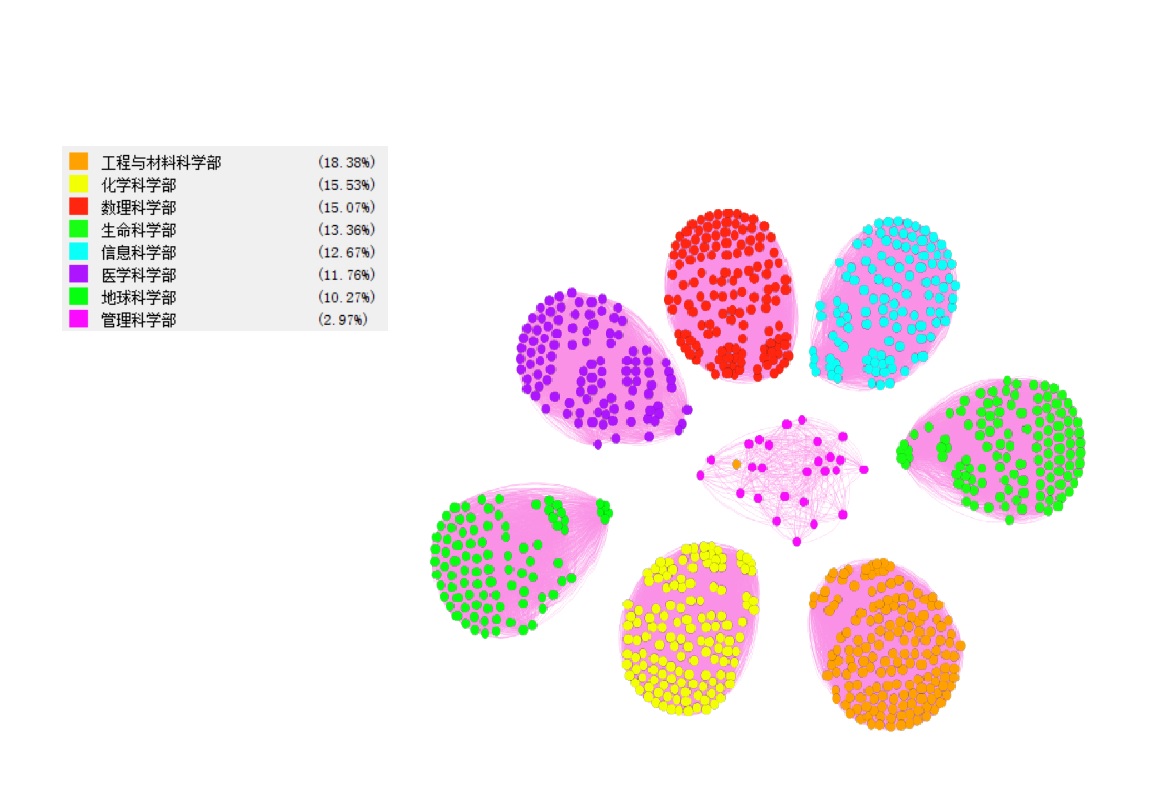 工程与材料科学部 (18.38%)
化学科学部 (15.53%)
数理科学部 (15.07%)
生命科学部 (13.36%)
信息科学部 (12.67%)
医学科学部 (11.76%)
地球科学部 (10.27%)
管理科学部 (2.97%)